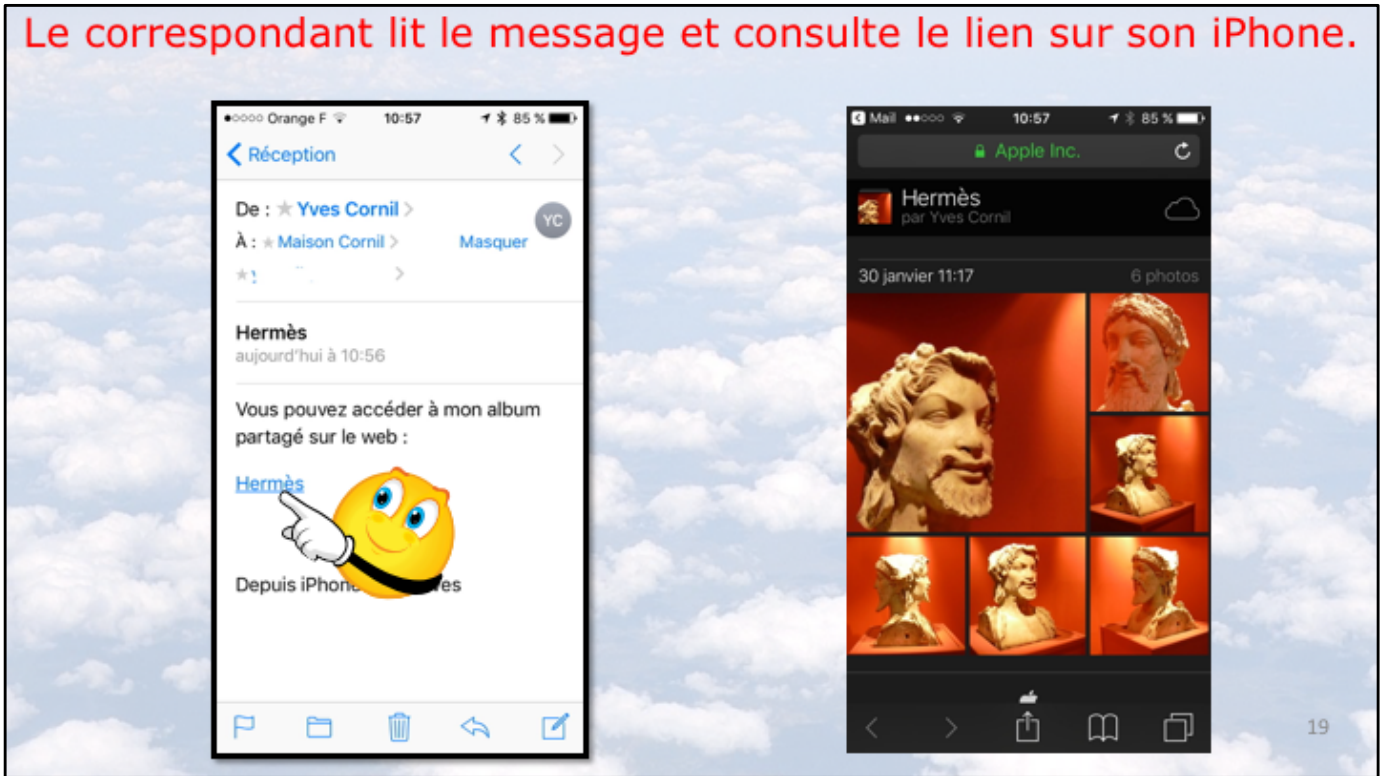 Le correspondant lit le message et consulte le lien sur son iPhone.
Orange F 10:57 85 %
Réception
De : Yves Cornil
YC
À : Maison Cornil Masquer
Hermès
aujourd'hui à 10:56
Vous pouvez accéder à mon album
partagé sur le web :
Hermès
Depuis
Mail 10:57 85 %
Apple Inc.
Hermès
par Yves Cornil
30 janvier 11:17 6 photos
19